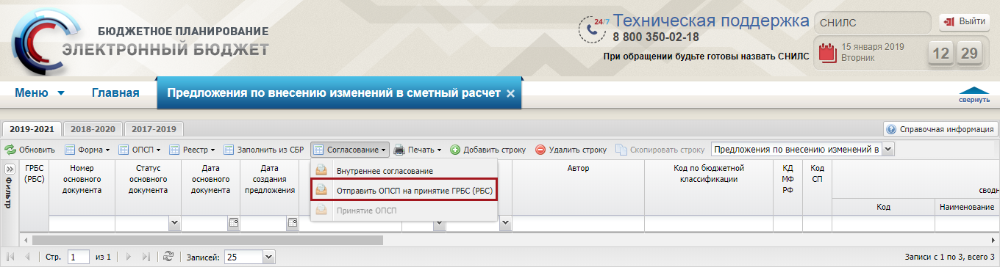 БЮДЖЕТНОЕ ПЛАНИРОВАНИЕ
ЭЛЕКТРОННЫЙ БЮДЖЕТ
24/7
Техническая поддержка
8 800 350-02-18
При обращении будьте готовы назвать СНИЛС
СНИЛС
Выйти
15 января 2019
Вторник
12 29
Меню
Главная
Предложения по внесению изменений в сметный расчет
свернуть
2019-2021
2018-2020
2017-2019
Справочная информация
Обновить
Форма
ОПСП
Реестр
Заполнить из СБР
Согласование
Печать
Добавить строку
Удалить строку
Скопировать строку
Предложения по внесению изменений в
Внутреннее согласование
Отправить ОПСП на принятие ГРБС (РБС)
Принятие ОПСП
Фильтр
ГРБС
(РБС)
Номер
основного
документа
Статус
основного
документа
Дата
основного
документа
Дата
создания
предложения
Автор
Код по бюджетной
классификации
КД
МФ
РФ
Код
СП
сводн
Код
Наименование
Стр.
1
из 1
Записей:
25
Записи с 1 по 3, всего 3